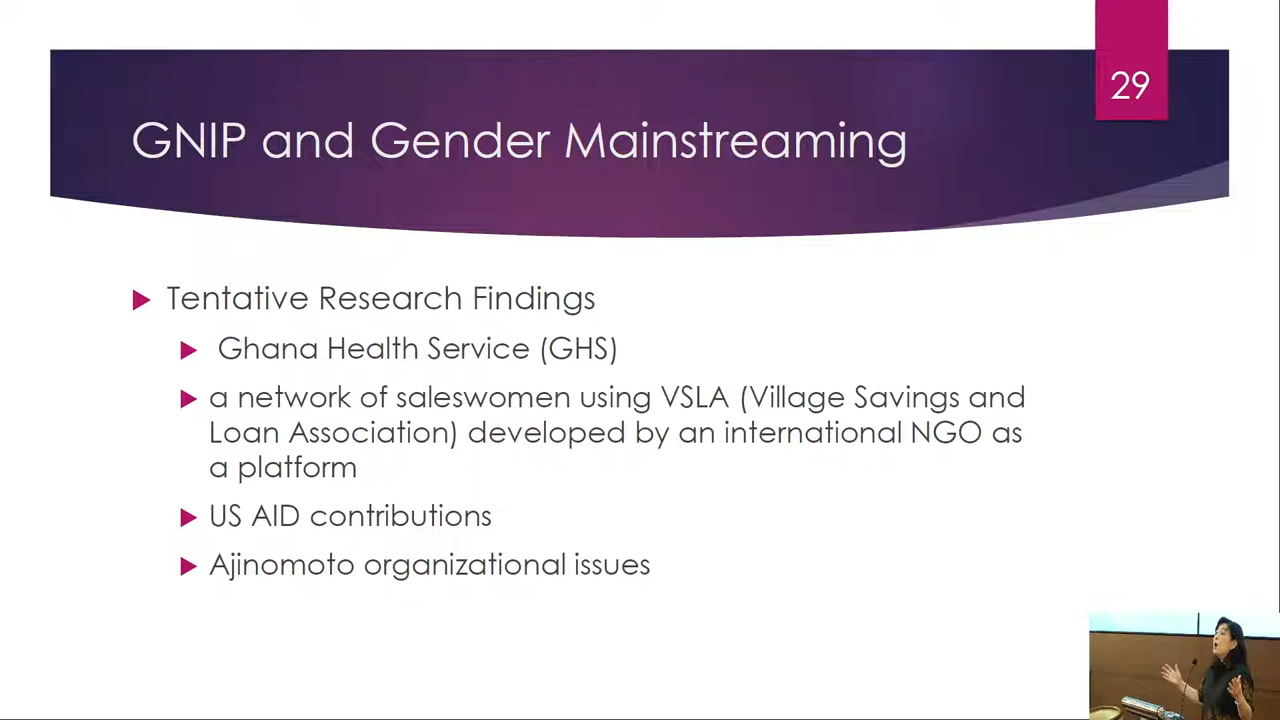 29
GNIP and Gender Mainstreaming
Tentative Research Findings
Ghana Health Service (GHS)
a network of saleswomen using VSLA (Village Savings and
Loan Association) developed by an international NGO as
a platform
US AID contributions
Ajinomoto organizational issues